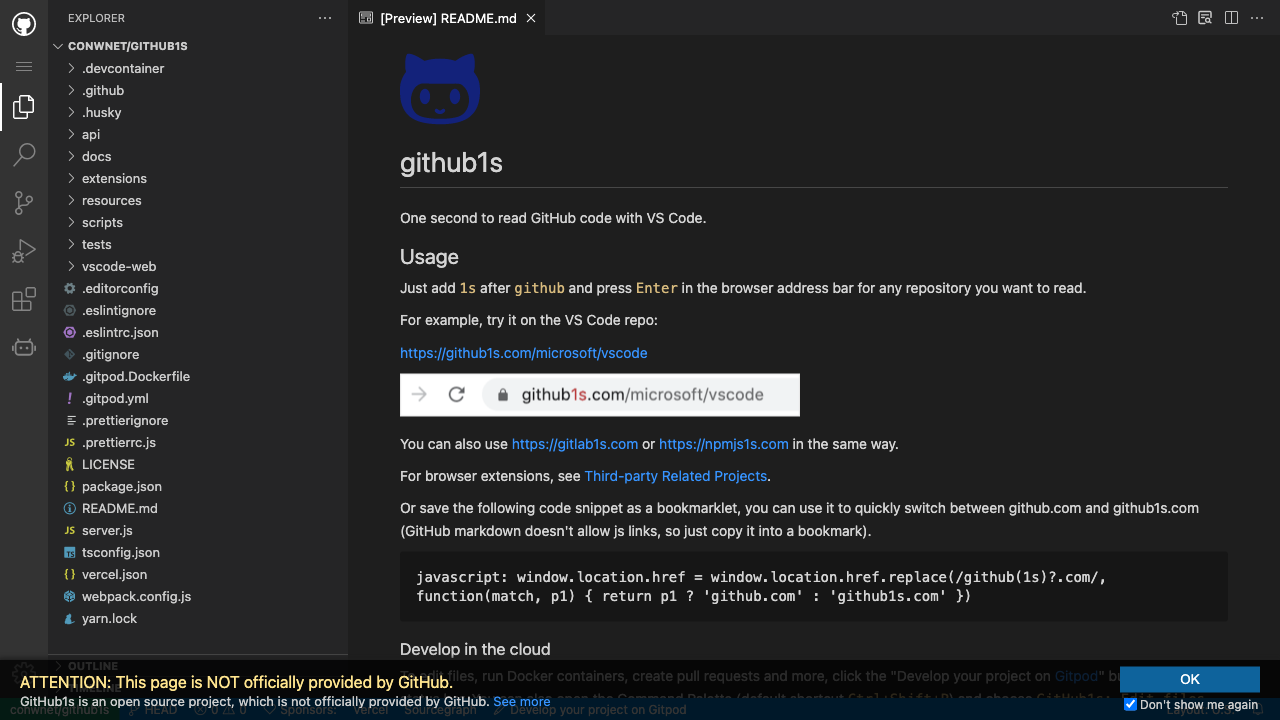 EXPLORER
[Preview] README.md
CONWNET/GITHUB1S
.devcontainer
.github
.husky
api
docs
extensions
resources
scripts
tests
vscode-web
.editorconfig
.eslintignore
.eslintrc.json
.gitignore
.gitpod.Dockerfile
.gitpod.yml
.prettierignore
.prettierrc.js
LICENSE
package.json
README.md
server.js
tsconfig.json
vercel.json
webpack.config.js
yarn.lock
OUTLINE
TIMELINE
github1s
One second to read GitHub code with VS Code.
Usage
Just add 1s after github and press Enter in the browser address bar for any repository you want to read.
For example, try it on the VS Code repo:
https://github1s.com/microsoft/vscode
github1s.com/microsoft/vscode
You can also use https://gitlab1s.com or https://npmjs1s.com in the same way.
For browser extensions, see Third-party Related Projects.
Or save the following code snippet as a bookmarklet, you can use it to quickly switch between github.com and github1s.com
(GitHub markdown doesn't allow js links, so just copy it into a bookmark).
javascript: window.location.href = window.location.href.replace(/github(1s)?.com/,
function(match, p1) { return p1 ? 'github.com' : 'github1s.com' })
Develop in the cloud
To edit files, run Docker containers, create pull requests and more, click the "Develop your project on Gitpod" bu
ATTENTION: This page is NOT officially provided by GitHub.
GitHub1s is an open source project, which is not officially provided by GitHub. See more
OK
Don't show me again
conwnet/github1s HEAD 0 0 Sponsors: Vercel Sourcegraph Develop your project on Gitpod